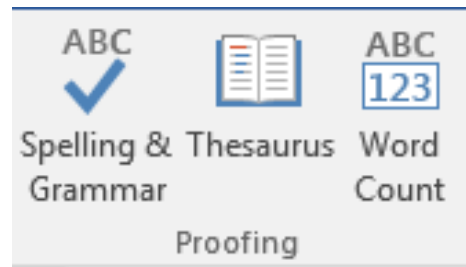 ABC
ABC
123
Spelling & Thesaurus Word
Grammar Count
Proofing